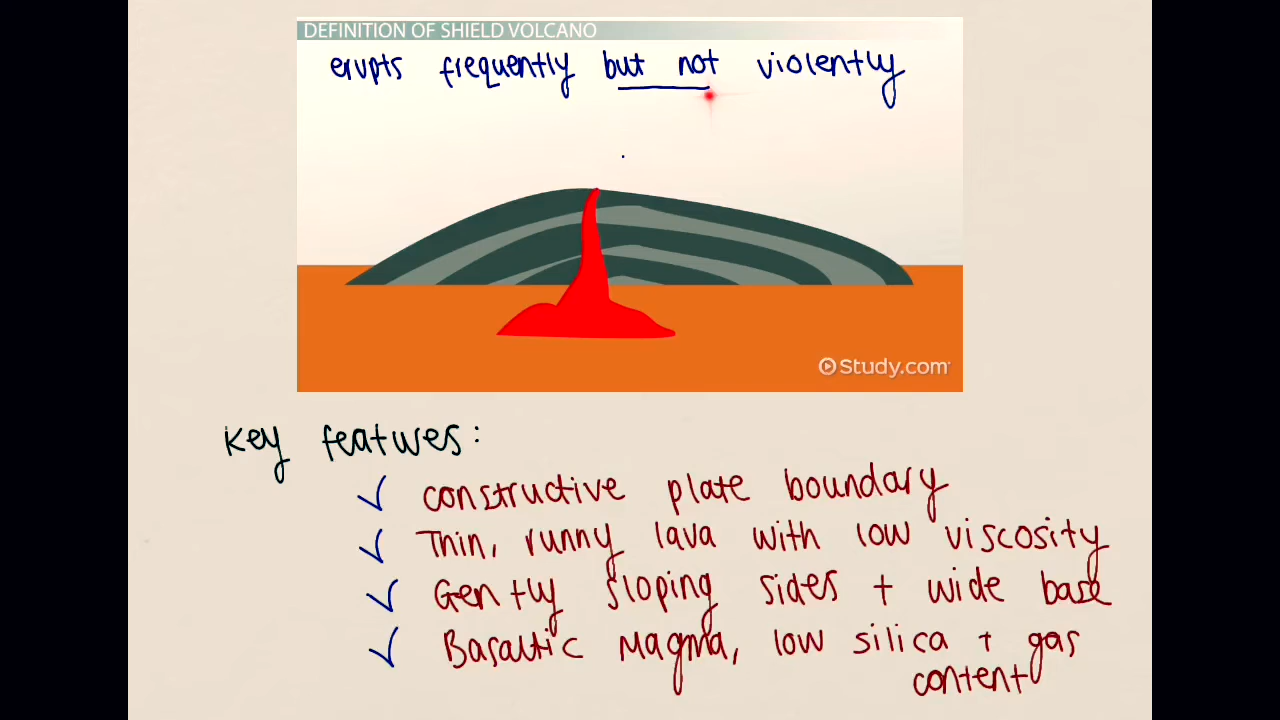 DEFINITION OF SHIELD VOLCANO
erupts frequently but not violently
Study.com
Key features:
✓ constructive plate boundary
✓ Thin, runny lava with low viscosity
✓ Gently sloping sides + wide base
✓ Basaltic Magma, low silica + gas
content